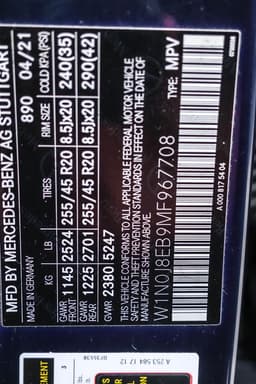 MFD BY MERCEDES-BENZ AG STUTTGART
MADE IN GERMANY 890 04/21
KG LB TIRES RIM SIZE COLD KPA(PSI)
GAWR FRONT 1145 2524 255/45 R20 8.5Jx20 240(35)
GAWR REAR 1225 2701 255/45 R20 8.5Jx20 290(42)
GVWR 2380 5247
THIS VEHICLE CONFORMS TO ALL APPLICABLE FEDERAL MOTOR VEHICLE
SAFETY AND THEFT PREVENTION STANDARDS IN EFFECT ON THE DATE OF
MANUFACTURE SHOWN ABOVE.
W1N0J8EB9MF967708 TYPE: MPV
A 000 817 54 04
A 253 584 17 12